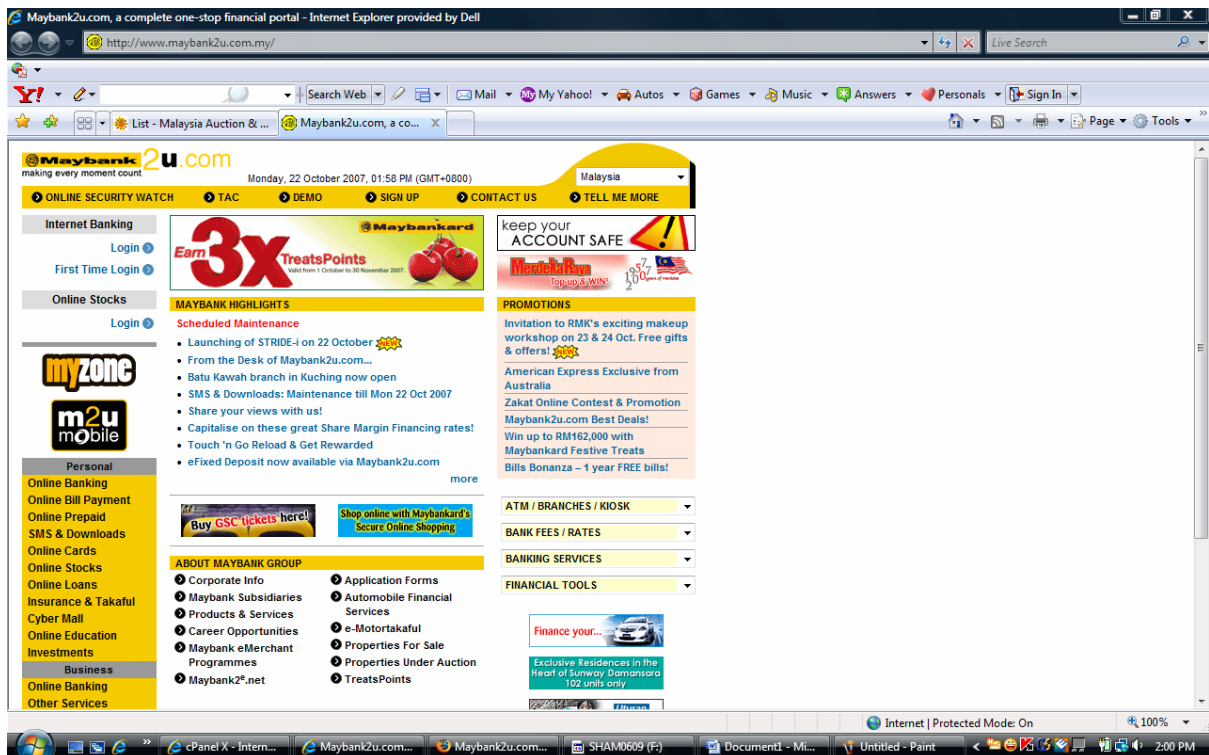 Maybank2u.com, a complete one-stop financial portal - Internet Explorer provided by Dell
http://www.maybank2u.com.my/
Live Search
Y!
Search Web
Mail
My Yahoo!
Autos
Games
Music
Answers
Personals
Sign In
List - Malaysia Auction & ...
Maybank2u.com, a co...
Page
Tools
Maybank2u.com
making every moment count
Monday, 22 October 2007, 01:58 PM (GMT+0800)
Malaysia
ONLINE SECURITY WATCH
TAC
DEMO
SIGN UP
CONTACT US
TELL ME MORE
Internet Banking
Login
First Time Login
Online Stocks
Login
myzone
m2u
mobile
Personal
Online Banking
Online Bill Payment
Online Prepaid
SMS & Downloads
Online Cards
Online Stocks
Online Loans
Insurance & Takaful
Cyber Mall
Online Education
Investments
Business
Online Banking
Other Services
Maybankard
Earn 3X TreatsPoints
Valid from 1 October to 30 November 2007.
MAYBANK HIGHLIGHTS
Scheduled Maintenance
Launching of STRIDE-i on 22 October NEW
From the Desk of Maybank2u.com...
Batu Kawah branch in Kuching now open
SMS & Downloads: Maintenance till Mon 22 Oct 2007
Share your views with us!
Capitalise on these great Share Margin Financing rates!
Touch 'n Go Reload & Get Rewarded
eFixed Deposit now available via Maybank2u.com
more
Buy GSC tickets here!
Shop online with Maybankard's
Secure Online Shopping
ABOUT MAYBANK GROUP
Corporate Info
Maybank Subsidiaries
Products & Services
Career Opportunities
Maybank eMerchant
Programmes
Maybank2e.net
Application Forms
Automobile Financial
Services
e-Motortakaful
Properties For Sale
Properties Under Auction
TreatsPoints
keep your
ACCOUNT SAFE
MerdekaRaya
Top-up & WIN!
1957
2007
PROMOTIONS
Invitation to RMK's exciting makeup
workshop on 23 & 24 Oct. Free gifts
& offers! NEW
American Express Exclusive from
Australia
Zakat Online Contest & Promotion
Maybank2u.com Best Deals!
Win up to RM162,000 with
Maybankard Festive Treats
Bills Bonanza – 1 year FREE bills!
ATM / BRANCHES / KIOSK
BANK FEES / RATES
BANKING SERVICES
FINANCIAL TOOLS
Finance your...
Exclusive Residences in the
Heart of Sunway Damansara
102 units only
Internet | Protected Mode: On
100%
cPanel X - Intern...
Maybank2u.com...
Mayban​k2u.com...
SHAM0609 (F:)
Document1 - Mi...
Untitled - Paint
2:00 PM